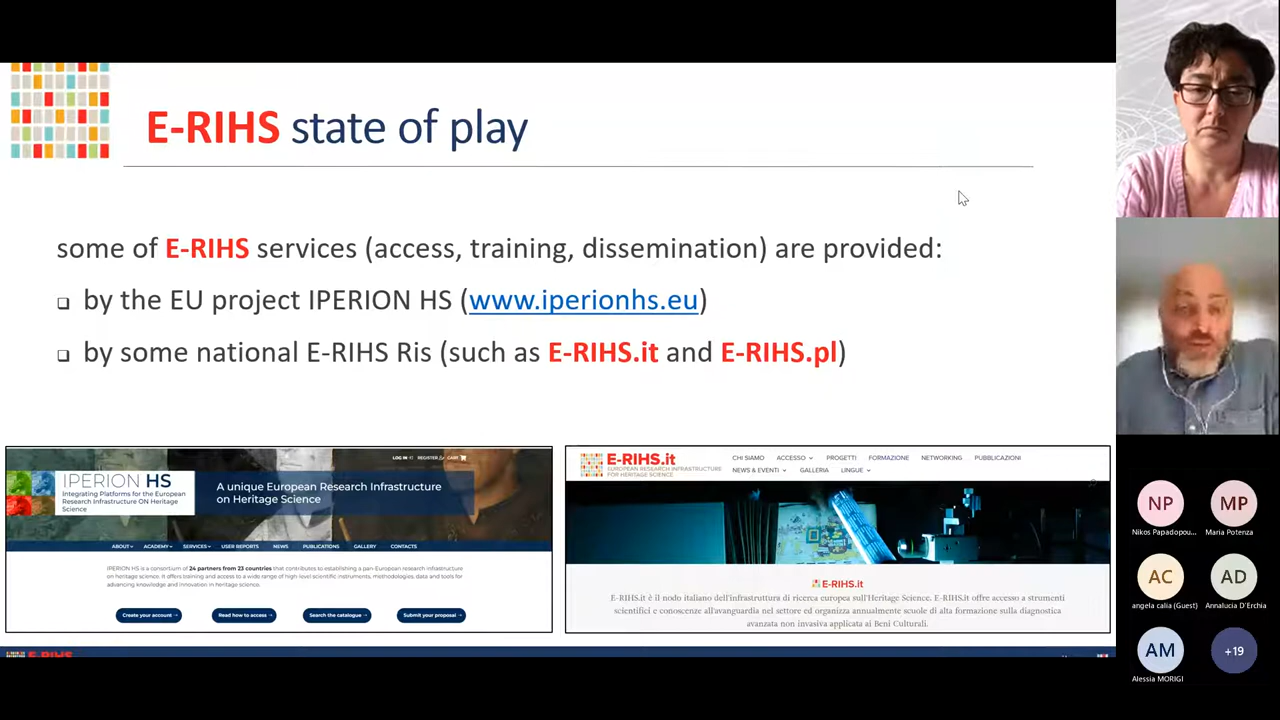 E-RIHS state of play
some of E-RIHS services (access, training, dissemination) are provided:
by the EU project IPERION HS (www.iperionhs.eu)
by some national E-RIHS Ris (such as E-RIHS.it and E-RIHS.pl)
LOG IN REGISTER CART
IPERION HS
Integrating Platforms for the European
Research Infrastructure ON Heritage
Science
A unique European Research Infrastructure
on Heritage Science
ABOUT ACADEMY SERVICES USER REPORTS NEWS PUBLICATIONS GALLERY CONTACTS
IPERION HS is a consortium of 24 partners from 23 countries that contributes to establishing a pan-European research infrastructure
on heritage science. It offers training and access to a wide range of high-level scientific instruments, methodologies, data and tools for
advancing knowledge and innovation in heritage science.
Create your account Read how to access Search the catalogue Submit your proposal
E-RIHS.it
EUROPEAN RESEARCH INFRASTRUCTURE
FOR HERITAGE SCIENCE
CHI SIAMO ACCESSO PROGETTI FORMAZIONE NETWORKING PUBBLICAZIONI
NEWS & EVENTI GALLERIA LINGUE
E-RIHS.it
E-RIHS.it è il nodo italiano dell'infrastruttura di ricerca europea sull'Heritage Science. E-RIHS.it offre accesso a strumenti
scientifici e conoscenze all'avanguardia nel settore ed organizza annualmente scuole di alta formazione sulla diagnostica
avanzata non invasiva applicata ai Beni Culturali.
NP MP
Nikos Papadopou... Maria Potenza
AC AD
angela calia (Guest) Annalucia D'Erchia
AM +19
Alessia MORIGI